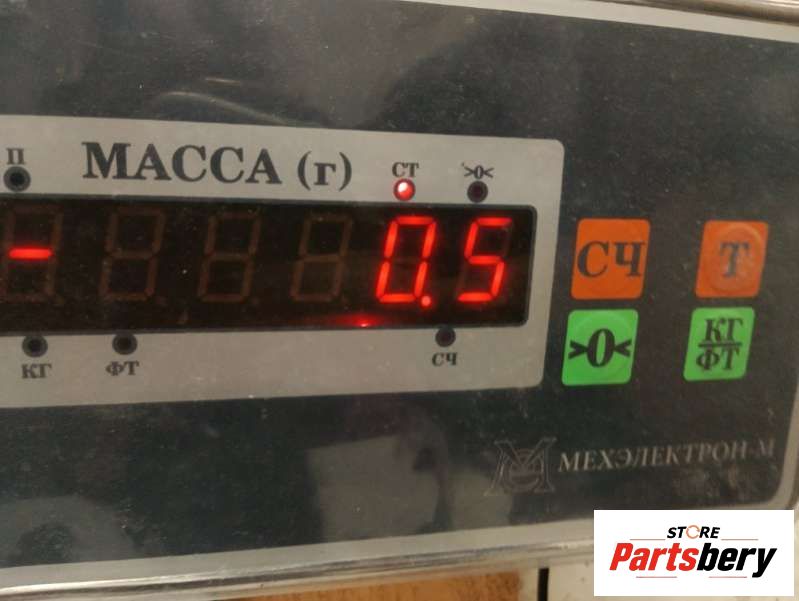 П
МАССА (г)
СТ
>0<
- 0.5
СЧ
Т
КГ
ФТ
СЧ
>0<
КГ
ФТ
МЕХЭЛЕКТРОН-М
STORE
Partsbery